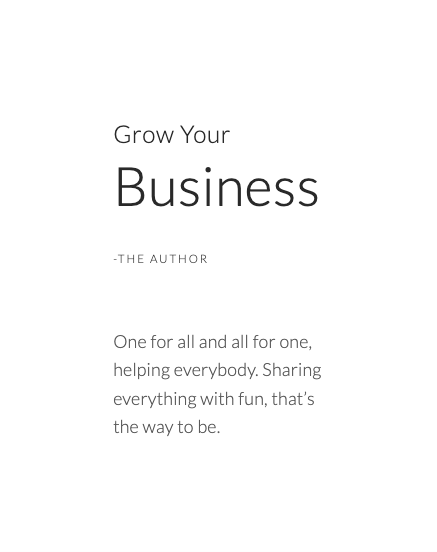 Grow Your
Business
-THE AUTHOR
One for all and all for one,
helping everybody. Sharing
everything with fun, that’s
the way to be.